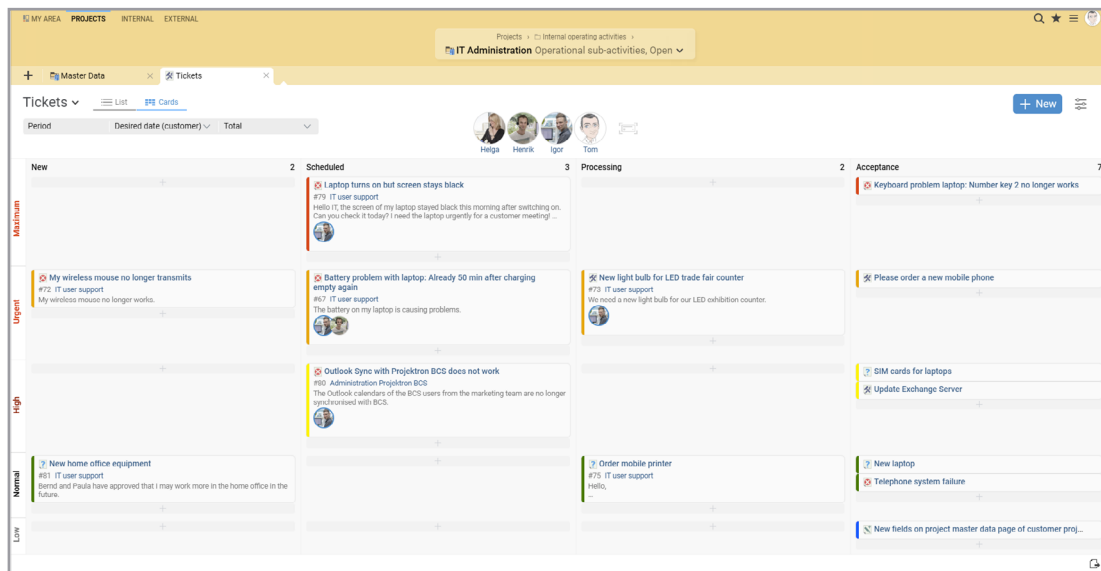 MY AREA PROJECTS INTERNAL EXTERNAL
Projects › Internal operating activities ›
IT Administration Operational sub-activities, Open
+ Master Data × Tickets ×
Tickets List Cards
+ New
Period Desired date (customer) Total
Helga Henrik Igor Tom
New 2 Scheduled 3 Processing 2 Acceptance 7
Maximum
Laptop turns on but screen stays black
#79 IT user support
Hello IT, the screen of my laptop stayed black this morning after switching on.
Can you check it today? I need the laptop urgently for a customer meeting! ...
Keyboard problem laptop: Number key 2 no longer works
Urgent
My wireless mouse no longer transmits
#72 IT user support
My wireless mouse no longer works.
Battery problem with laptop: Already 50 min after charging
empty again
#67 IT user support
The battery on my laptop is causing problems.
New light bulb for LED trade fair counter
#73 IT user support
We need a new light bulb for our LED exhibition counter.
Please order a new mobile phone
High
Outlook Sync with Projektron BCS does not work
#80 Administration Projektron BCS
The Outlook calendars of the BCS users from the marketing team are no longer
synchronised with BCS.
SIM cards for laptops
Update Exchange Server
Normal
New home office equipment
#81 IT user support
Bernd and Paula have approved that I may work more in the home office in the
future.
Order mobile printer
#75 IT user support
Hello,
...
New laptop
Telephone system failure
Low
New fields on project master data page of customer proj...